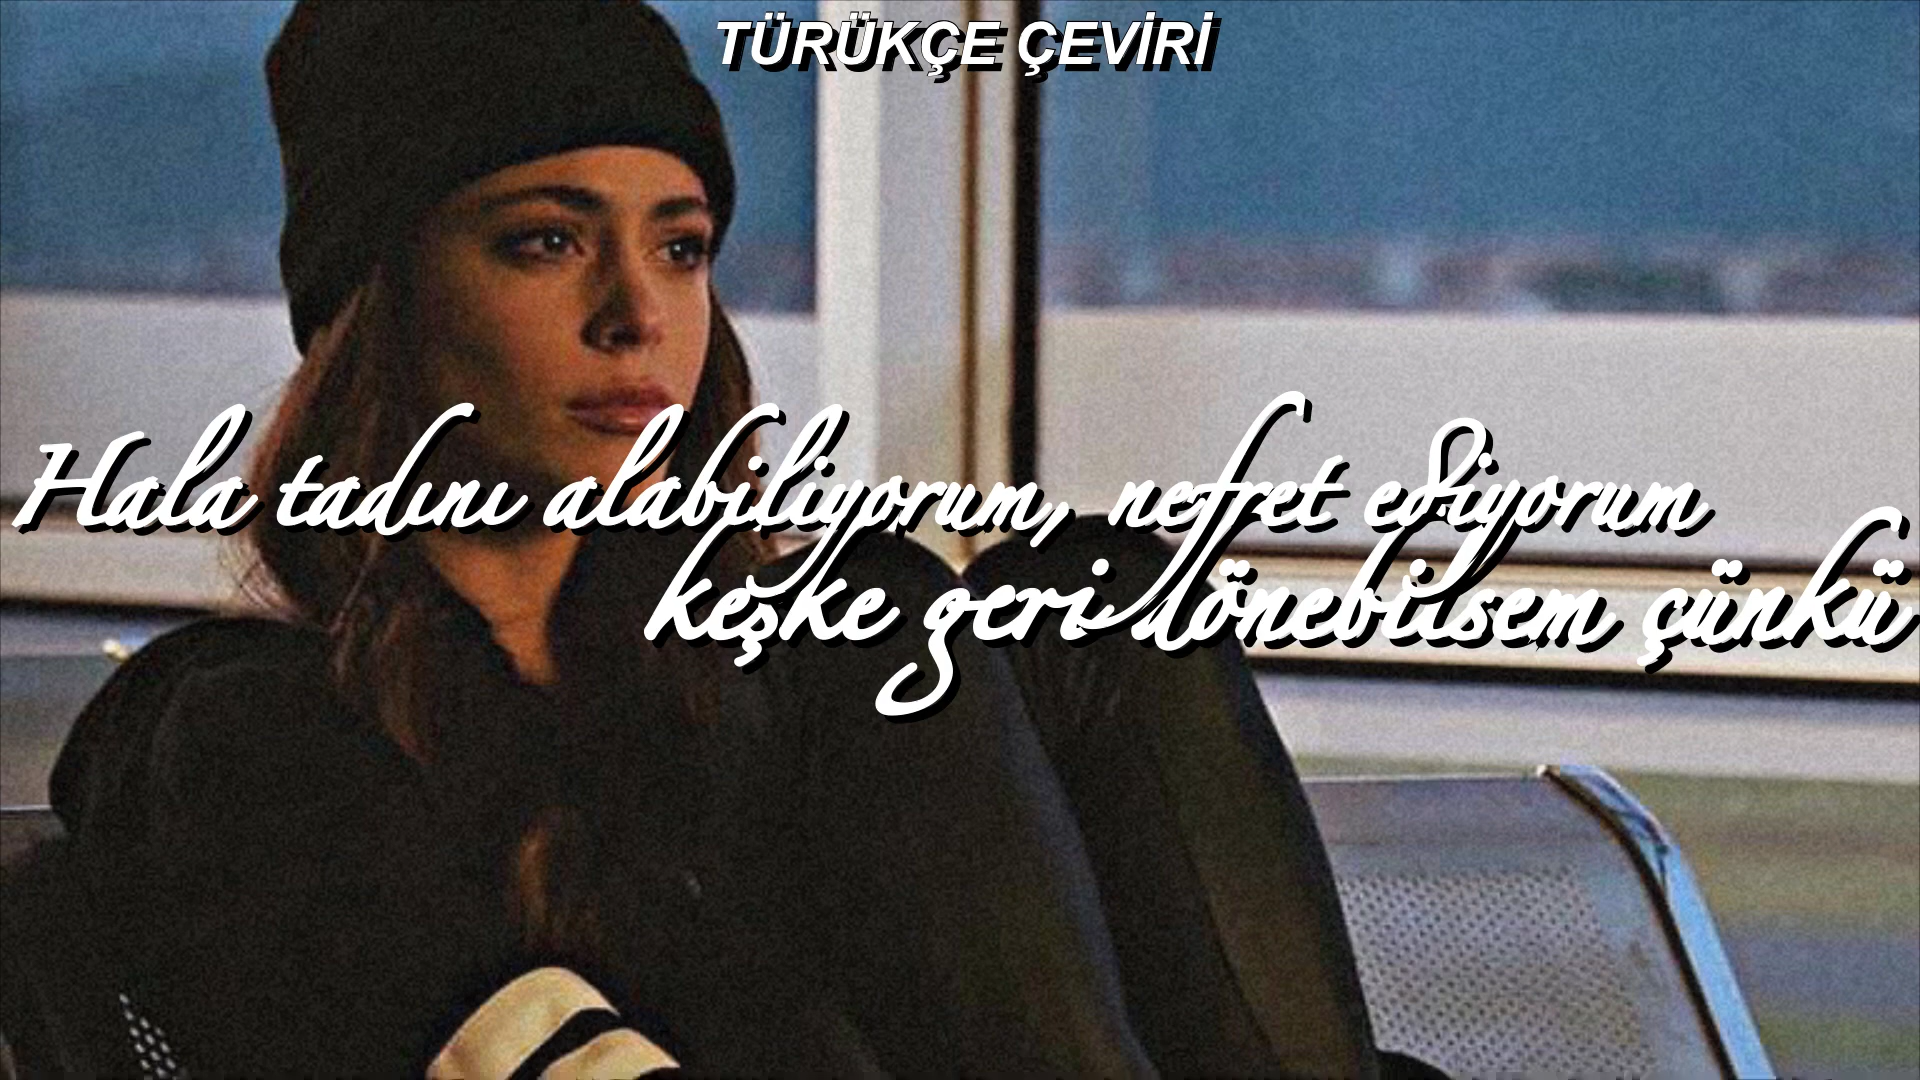 TÜRÜKÇE ÇEVİRİ
Hala tadını alabiliyorum, nefret ediyorum
keşke geri dönebilsem çünkü